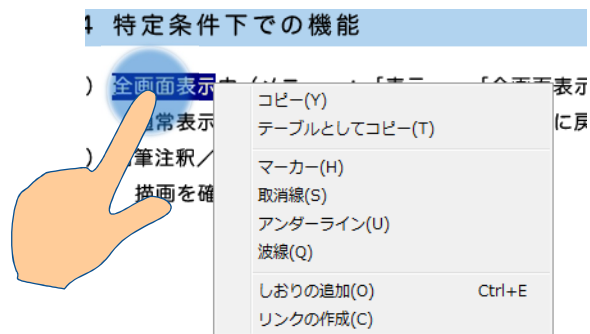 4 特定条件下での機能
) 全画面表示
通常表示
に戻
) 筆注釈／
描画を確
コピー(Y)
テーブルとしてコピー(T)
マーカー(H)
取消線(S)
アンダーライン(U)
波線(Q)
しおりの追加(O) Ctrl+E
リンクの作成(C)